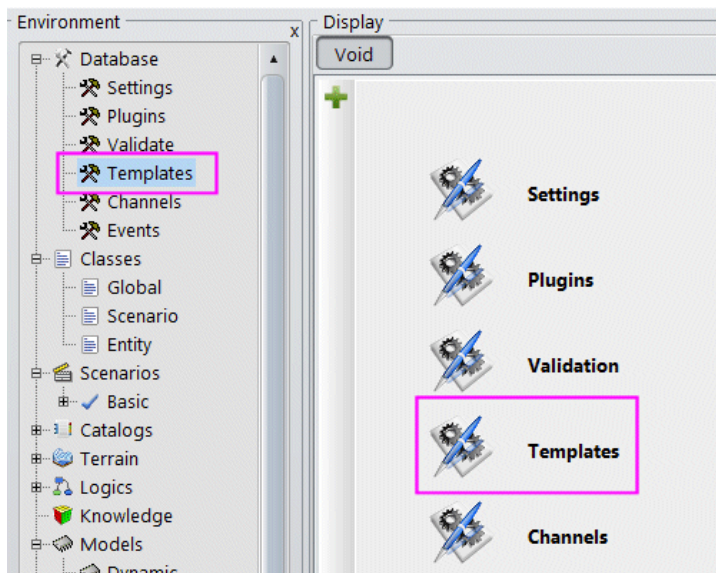 Environment
x
Database
Settings
Plugins
Validate
Templates
Channels
Events
Classes
Global
Scenario
Entity
Scenarios
Basic
Catalogs
Terrain
Logics
Knowledge
Models
Dynamic
Display
Void
Settings
Plugins
Validation
Templates
Channels